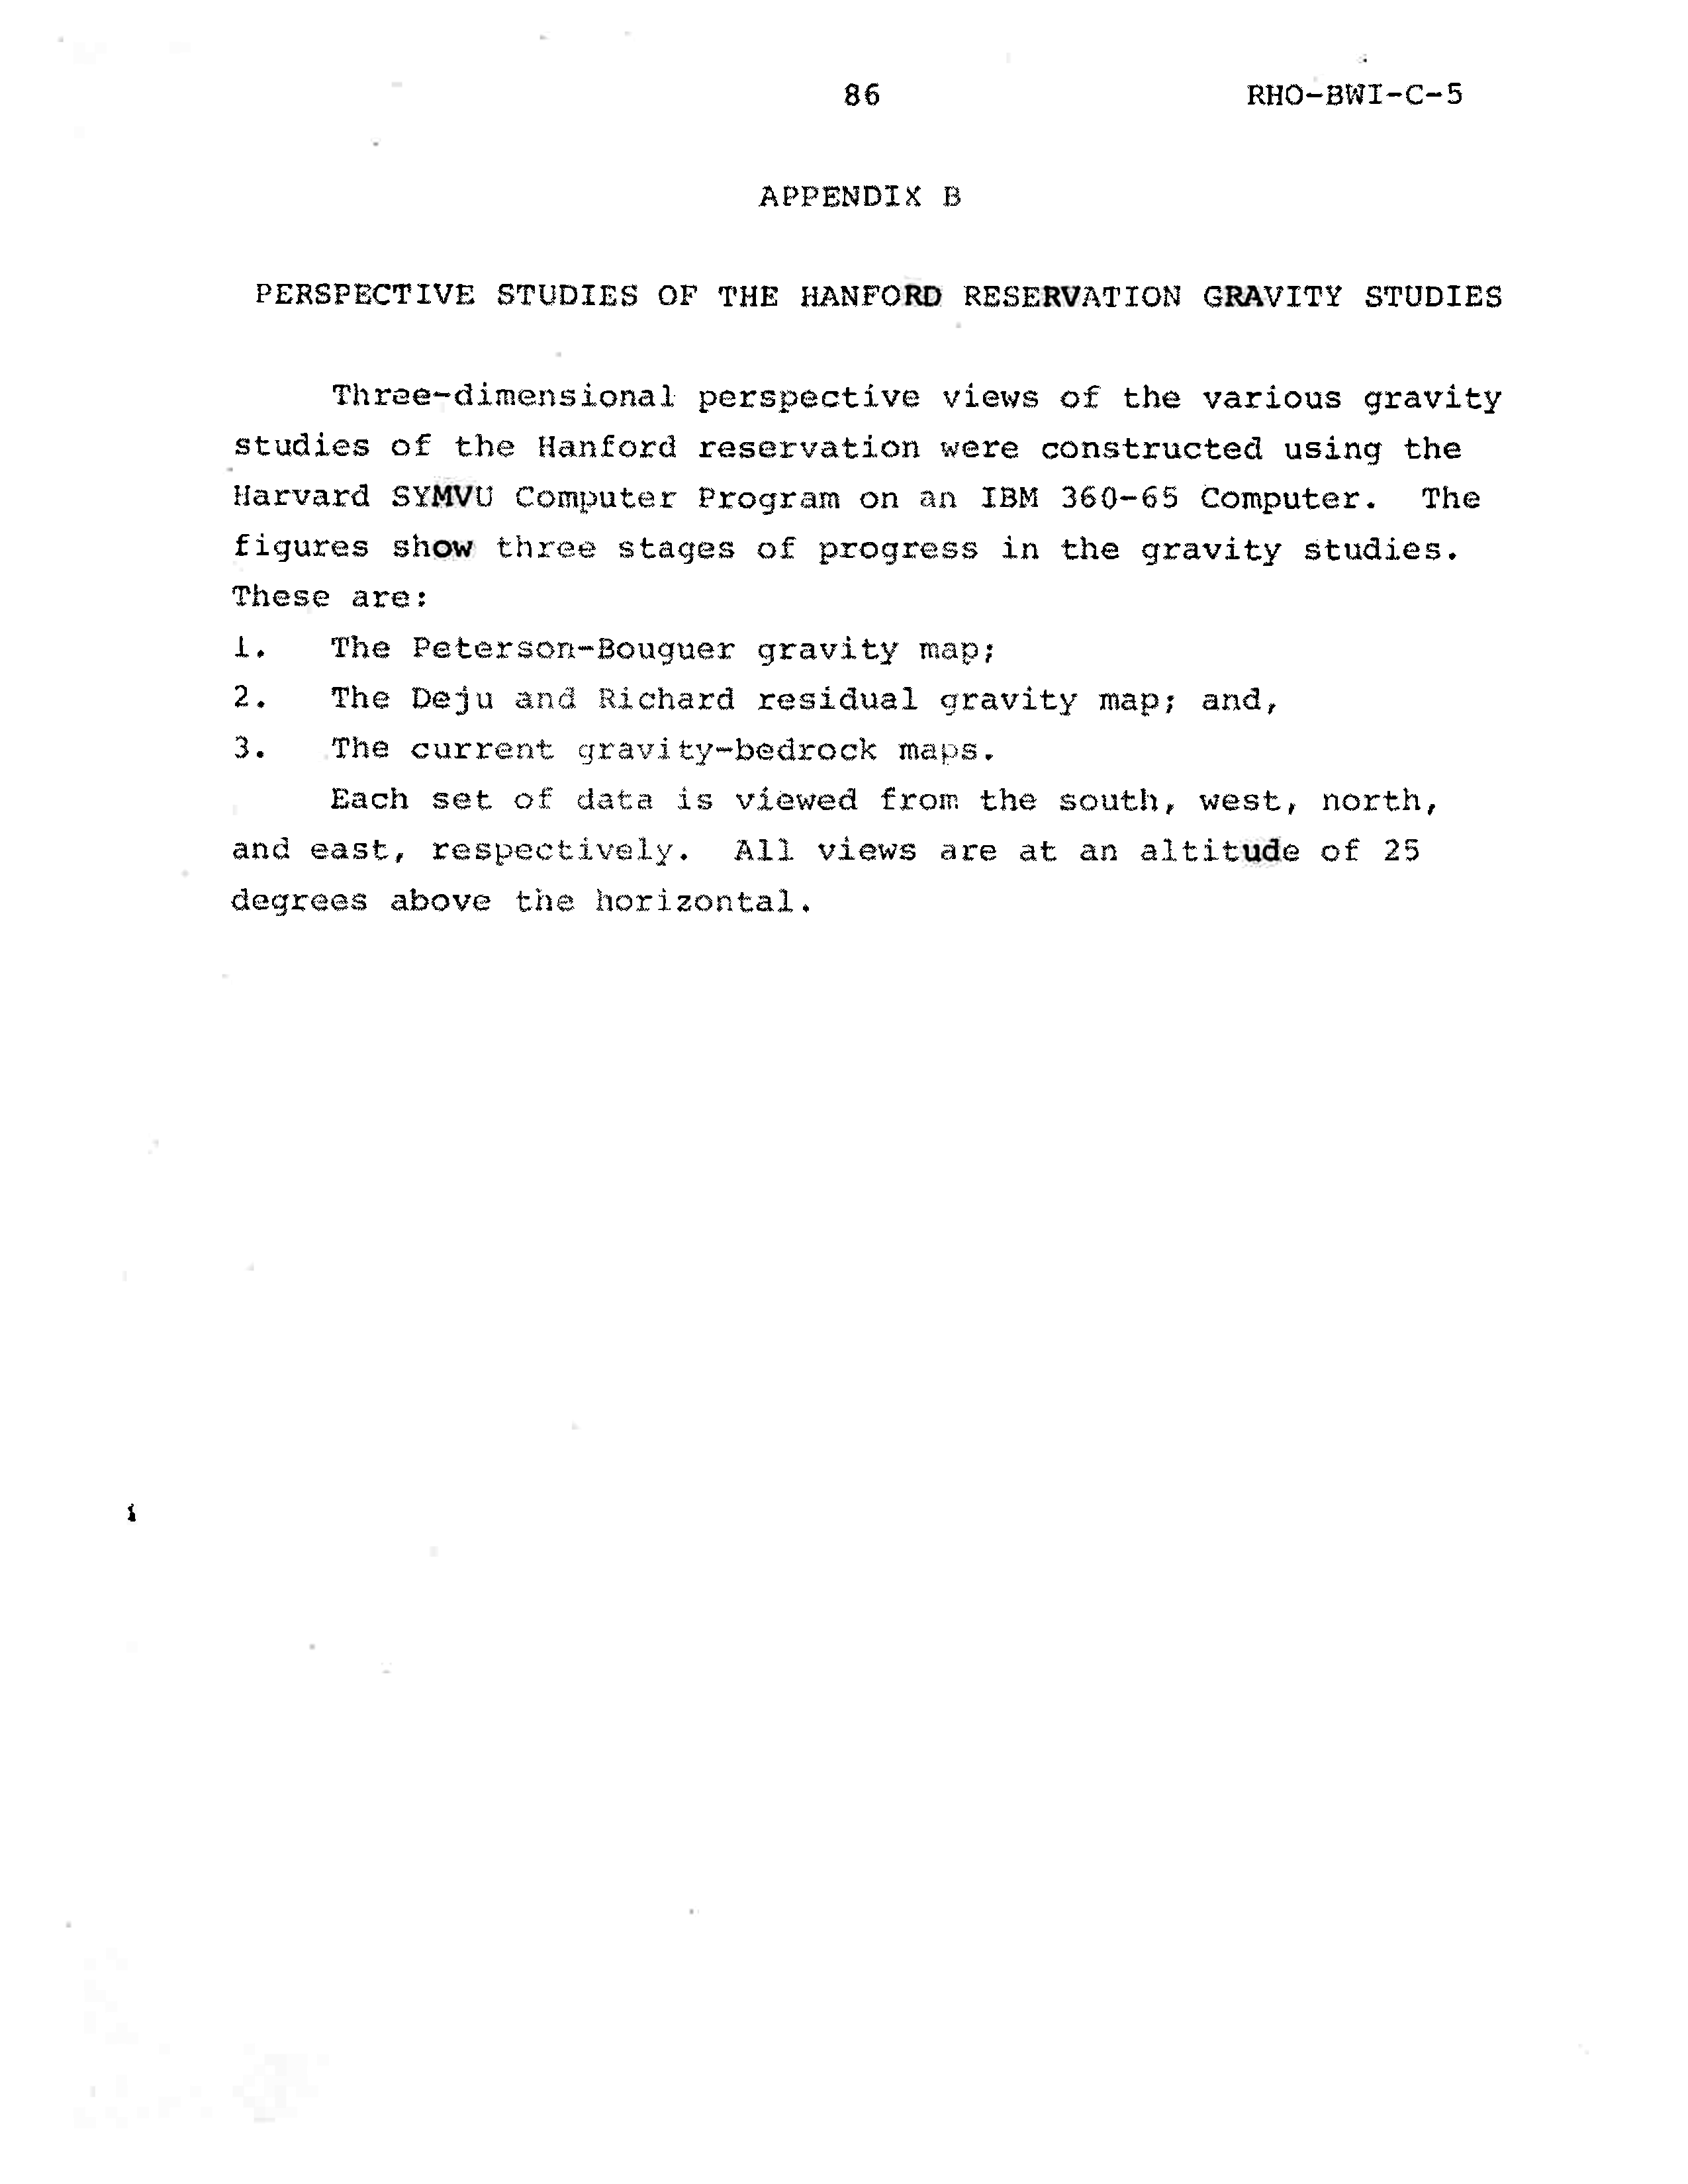 86 RHO-BWI-C-5
APPENDIX B
PERSPECTIVE STUDIES OF THE HANFORD RESERVATION GRAVITY STUDIES
Three-dimensional perspective views of the various gravity
studies of the Hanford reservation were constructed using the
Harvard SYMVU Computer Program on an IBM 360-65 Computer. The
figures show three stages of progress in the gravity studies.
These are:
1. The Peterson-Bouguer gravity map;
2. The Deju and Richard residual gravity map; and,
3. The current gravity-bedrock maps.
Each set of data is viewed from the south, west, north,
and east, respectively. All views are at an altitude of 25
degrees above the horizontal.